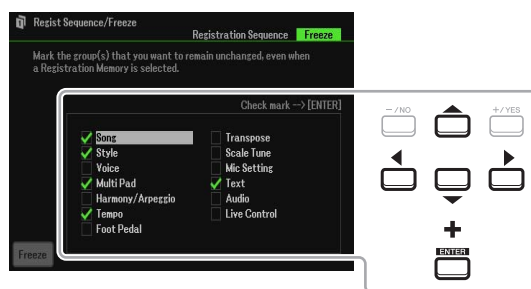 Regist Sequence/Freeze
Registration Sequence Freeze
Mark the group(s) that you want to remain unchanged, even when
a Registration Memory is selected.
Check mark --> [ENTER]
Song
Style
Voice
Multi Pad
Harmony/Arpeggio
Tempo
Foot Pedal
Transpose
Scale Tune
Mic Setting
Text
Audio
Live Control
Freeze
-/NO
+/YES
+
ENTER